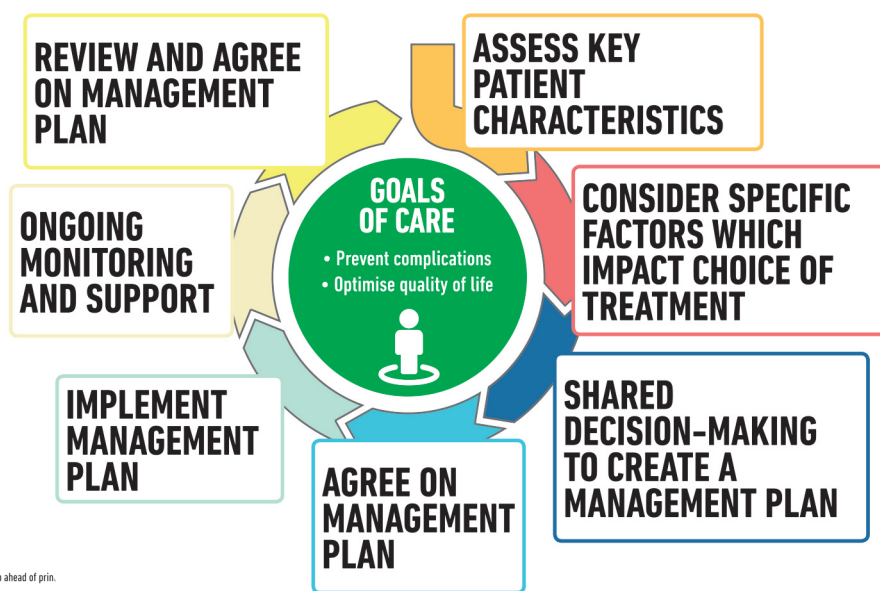 ASSESS KEY
PATIENT
CHARACTERISTICS
CONSIDER SPECIFIC
FACTORS WHICH
IMPACT CHOICE OF
TREATMENT
SHARED
DECISION-MAKING
TO CREATE A
MANAGEMENT PLAN
AGREE ON
MANAGEMENT
PLAN
IMPLEMENT
MANAGEMENT
PLAN
ONGOING
MONITORING
AND SUPPORT
REVIEW AND AGREE
ON MANAGEMENT
PLAN
GOALS
OF CARE
• Prevent complications
• Optimise quality of life
ahead of prin.